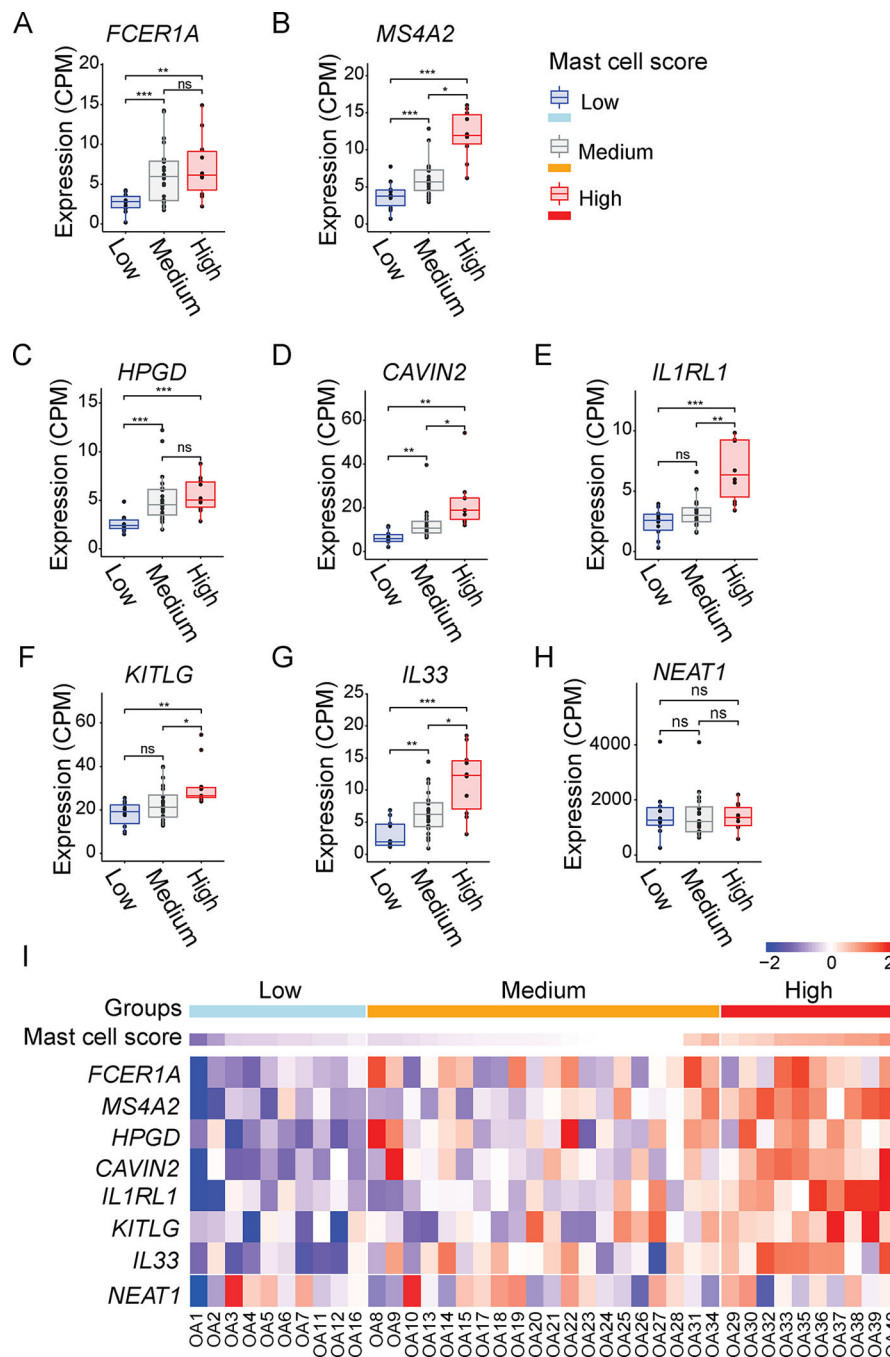 A
FCER1A
Expression (CPM)
20
15
10
5
0
**
***
ns
Low
Medium
High
B
MS4A2
Expression (CPM)
20
15
10
5
0
***
*
***
Low
Medium
High
Mast cell score
Low
Medium
High
C
HPGD
Expression (CPM)
15
10
5
0
***
***
ns
Low
Medium
High
D
CAVIN2
Expression (CPM)
60
40
20
0
**
*
**
Low
Medium
High
E
IL1RL1
Expression (CPM)
10
5
0
***
**
ns
Low
Medium
High
F
KITLG
Expression (CPM)
60
40
20
0
**
*
ns
Low
Medium
High
G
IL33
Expression (CPM)
25
20
15
10
5
0
***
*
**
Low
Medium
High
H
NEAT1
Expression (CPM)
4000
2000
0
ns
ns
ns
Low
Medium
High
I
−2 0 2
Low Medium High
Groups
Mast cell score
FCER1A
MS4A2
HPGD
CAVIN2
IL1RL1
KITLG
IL33
NEAT1
OA1 OA2 OA3 OA4 OA5 OA6 OA7 OA11 OA12 OA16 OA8 OA9 OA10 OA13 OA14 OA15 OA17 OA18 OA19 OA20 OA21 OA22 OA23 OA24 OA25 OA26 OA27 OA28 OA31 OA34 OA29 OA30 OA32 OA33 OA35 OA36 OA37 OA38 OA39